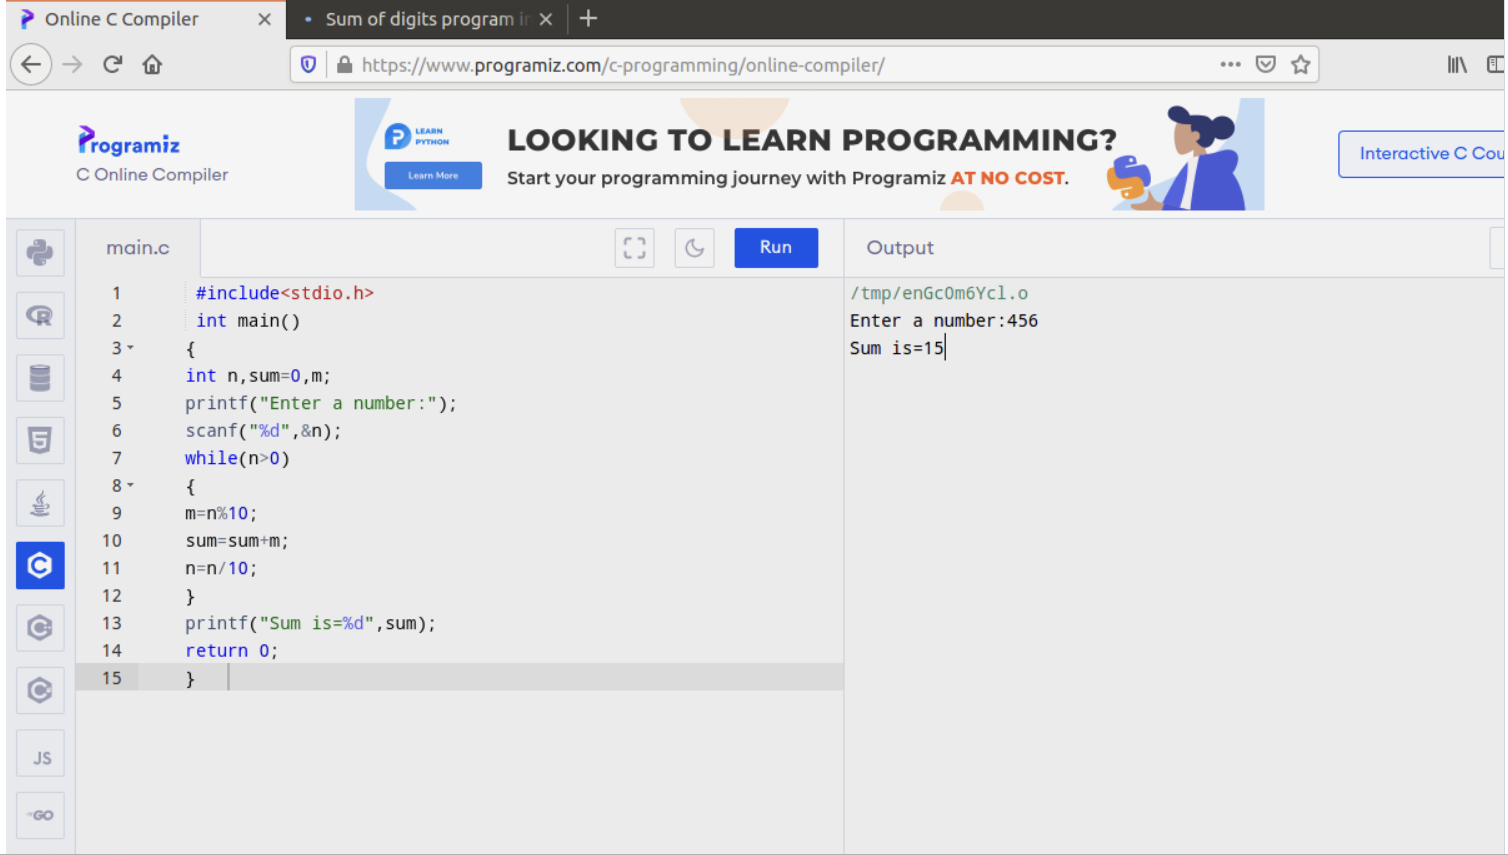 Online C Compiler
Sum of digits program in
https://www.programiz.com/c-programming/online-compiler/
Programiz
C Online Compiler
LEARN
PYTHON
Learn More
LOOKING TO LEARN PROGRAMMING?
Start your programming journey with Programiz AT NO COST.
Interactive C Cou
main.c
Run
Output
1 #include<stdio.h>
2 int main()
3 {
4 int n,sum=0,m;
5 printf("Enter a number:");
6 scanf("%d",&n);
7 while(n>0)
8 {
9 m=n%10;
10 sum=sum+m;
11 n=n/10;
12 }
13 printf("Sum is=%d",sum);
14 return 0;
15 }
/tmp/enGcOm6Ycl.o
Enter a number:456
Sum is=15
JS
GO